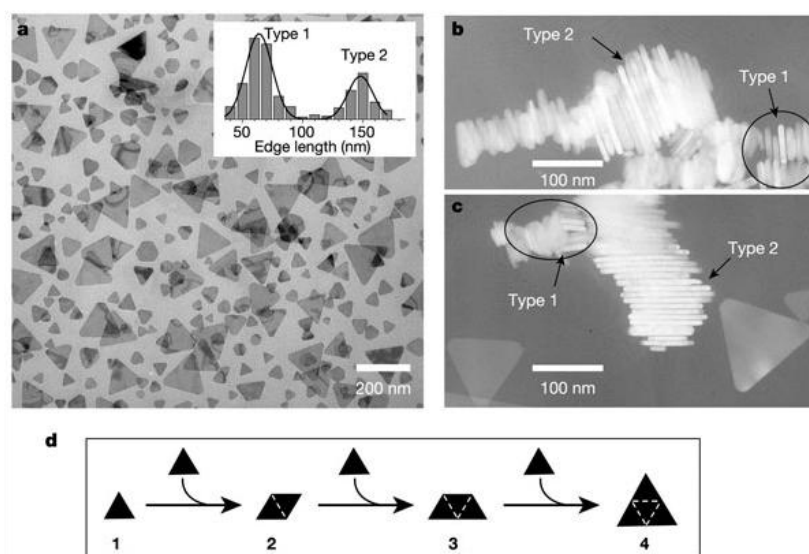 a
Type 1
Type 2
50 100 150
Edge length (nm)
200 nm
b
Type 2
Type 1
100 nm
c
Type 1
Type 2
100 nm
d
1 2 3 4